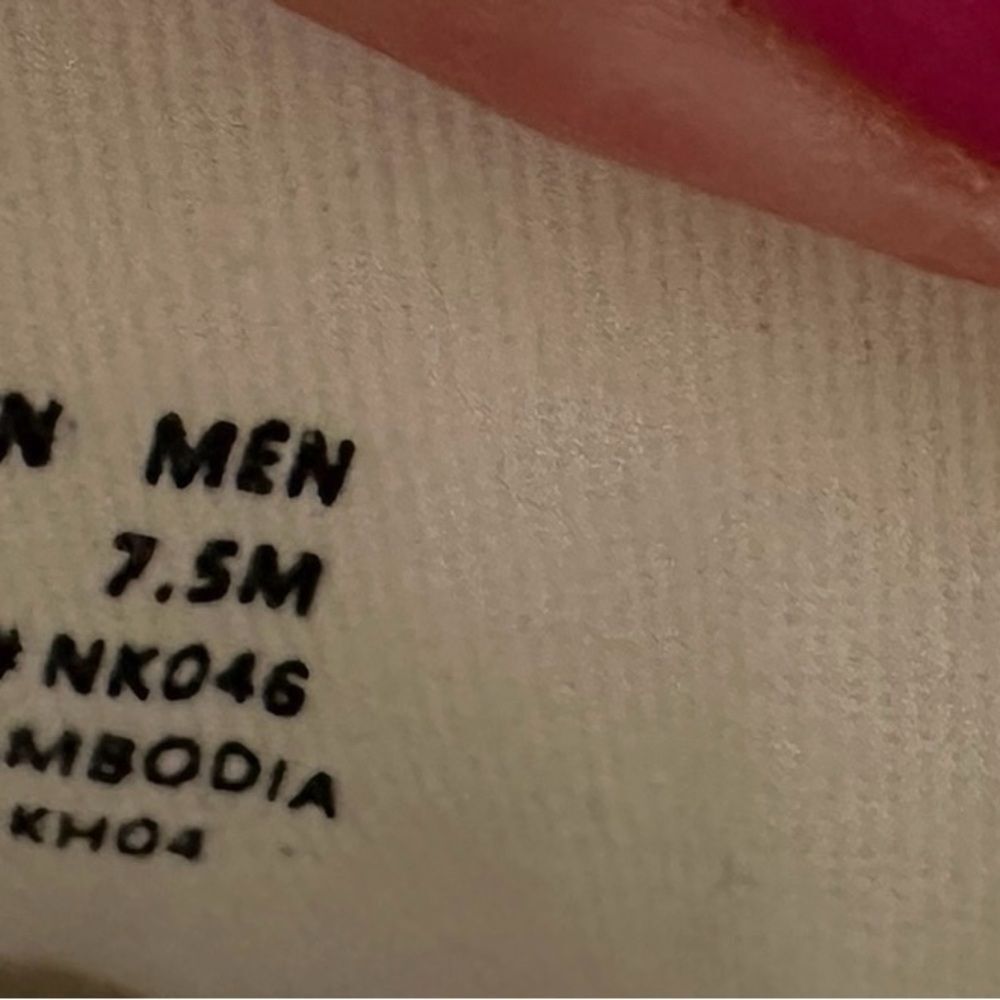 N MEN
7.5M
# NK046
MBODIA
KH04